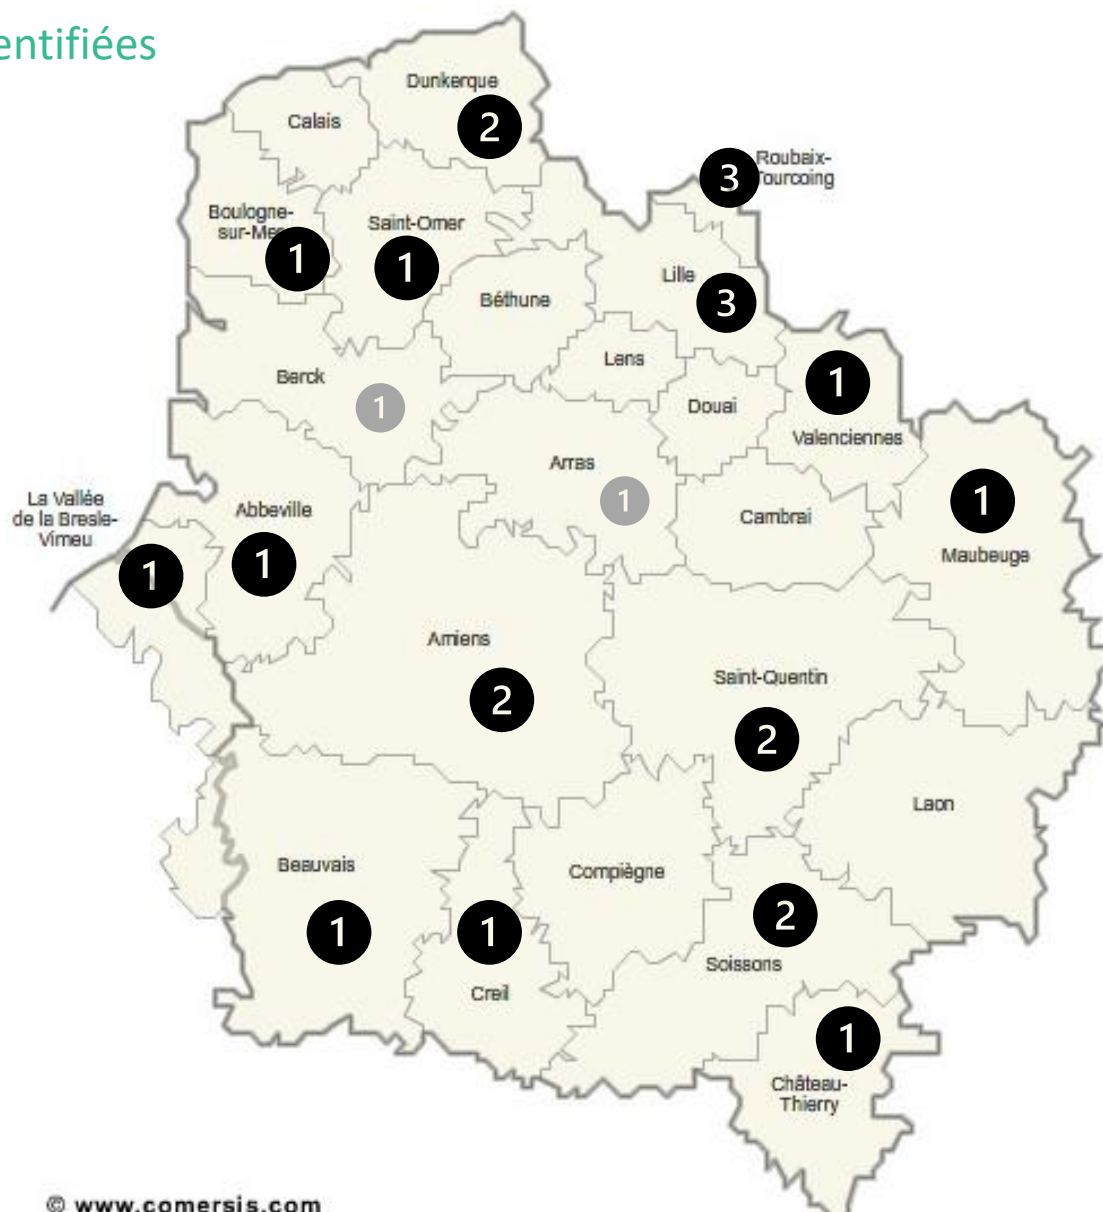 entifiées
Dunkerque
2
Calais
3
Roubaix-
Tourcoing
Boulogne-
sur-Mer
1
Saint-Omer
1
Lille
3
Béthune
Lens
Berck
1
Douai
1
Valenciennes
Arras
1
La Vallée
de la Bresle-
Vimeu
1
Abbeville
1
Cambrai
1
Maubeuge
Amiens
2
Saint-Quentin
2
Laon
Beauvais
1
Compiègne
1
Creil
2
Soissons
1
Château-
Thierry
© www.comersis.com